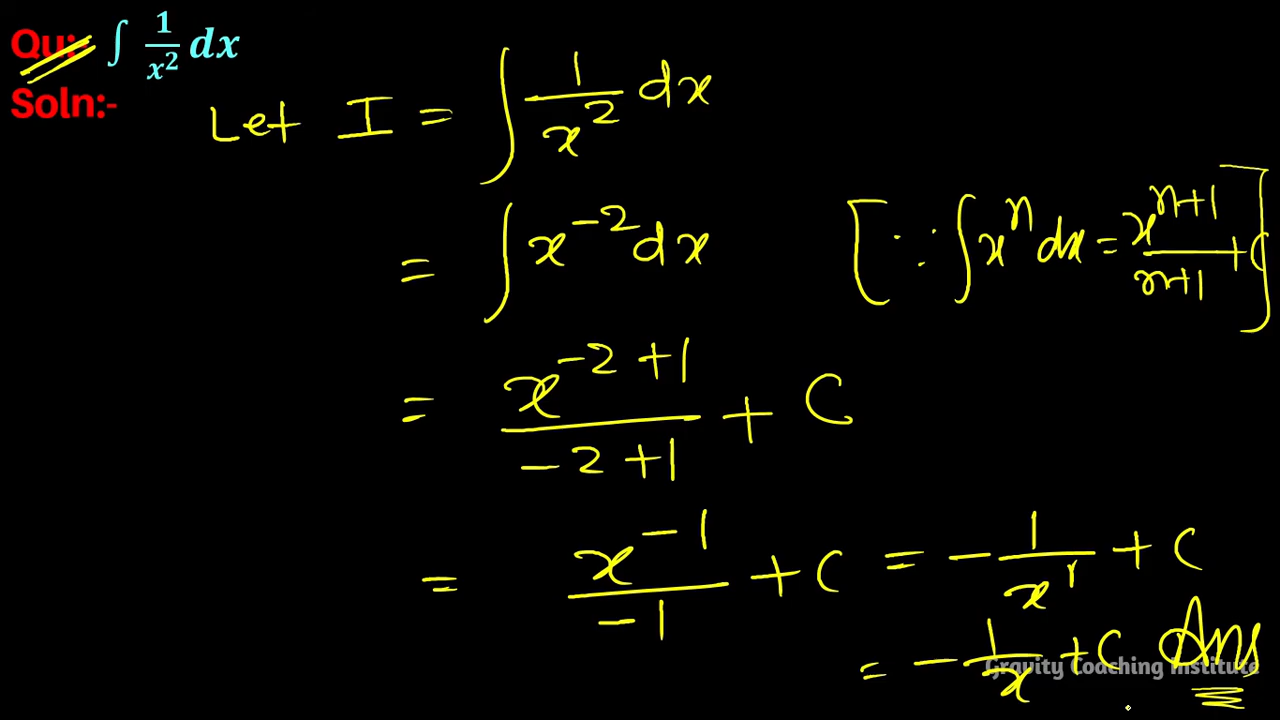 Qu:- ∫ 1/x² dx
Soln:-
Let I = ∫ 1/x² dx
= ∫ x⁻² dx [∵ ∫ xⁿ dx = xⁿ⁺¹/(n+1) + C]
= x⁻²⁺¹/(-2+1) + C
= x⁻¹/-1 + C = -1/x¹ + C
= -1/x + C Ans
Gravity Coaching Institute